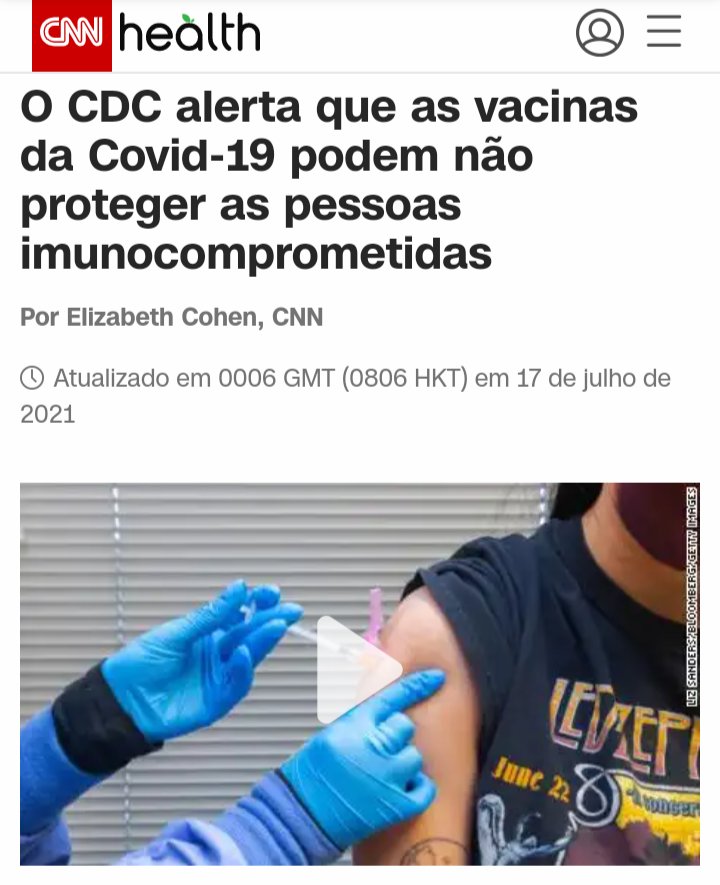 CNN health
O CDC alerta que as vacinas
da Covid-19 podem não
proteger as pessoas
imunocomprometidas
Por Elizabeth Cohen, CNN
Atualizado em 0006 GMT (0806 HKT) em 17 de julho de
2021
LIZ SANDERS/BLOOMBERG/GETTY IMAGES
LED ZEPP
June 22